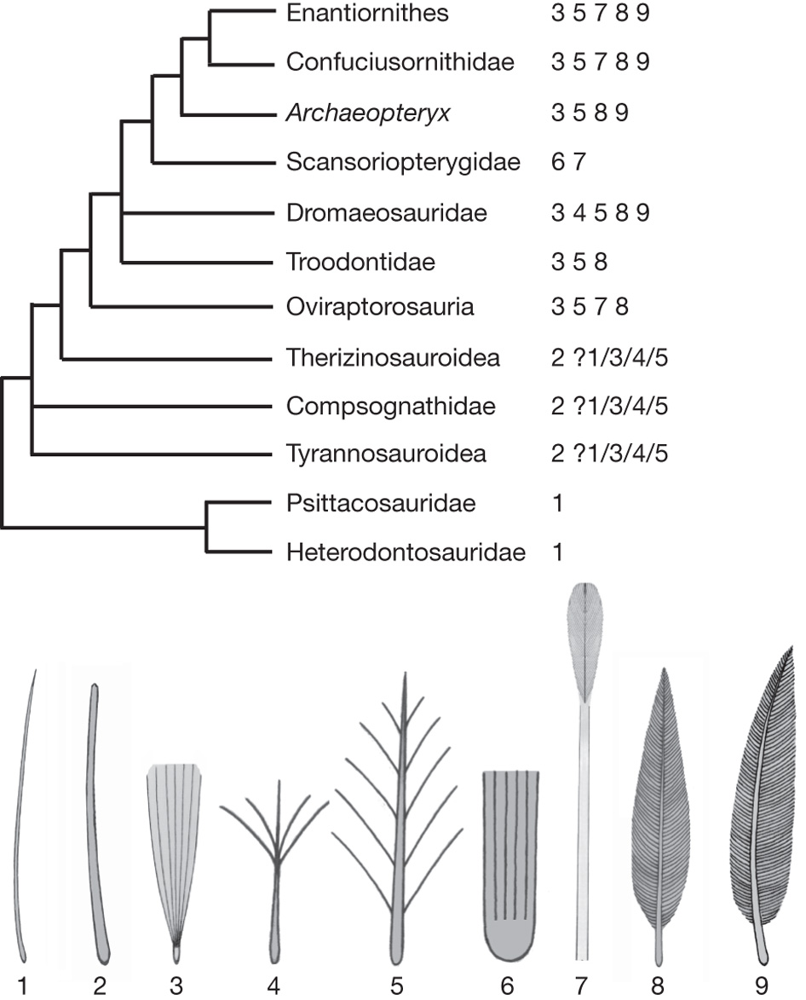 Enantiornithes 3 5 7 8 9
Confuciusornithidae 3 5 7 8 9
Archaeopteryx 3 5 8 9
Scansoriopterygidae 6 7
Dromaeosauridae 3 4 5 8 9
Troodontidae 3 5 8
Oviraptorosauria 3 5 7 8
Therizinosauroidea 2 ?1/3/4/5
Compsognathidae 2 ?1/3/4/5
Tyrannosauroidea 2 ?1/3/4/5
Psittacosauridae 1
Heterodontosauridae 1
1 2 3 4 5 6 7 8 9